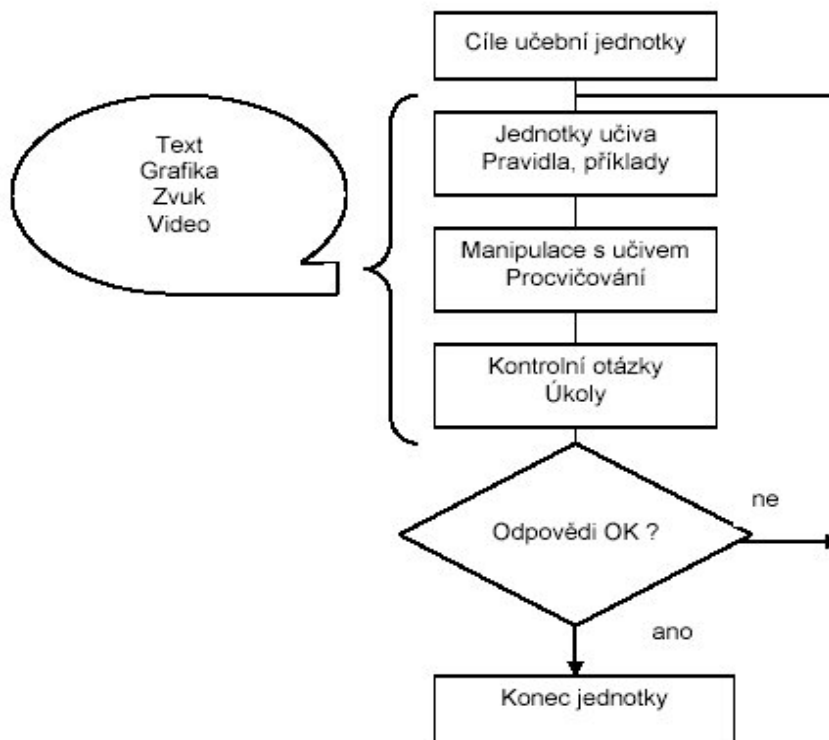 Cíle učební jednotky
Text
Grafika
Zvuk
Video
Jednotky učiva
Pravidla, příklady
Manipulace s učivem
Procvičování
Kontrolní otázky
Úkoly
Odpovědi OK ?
ne
ano
Konec jednotky